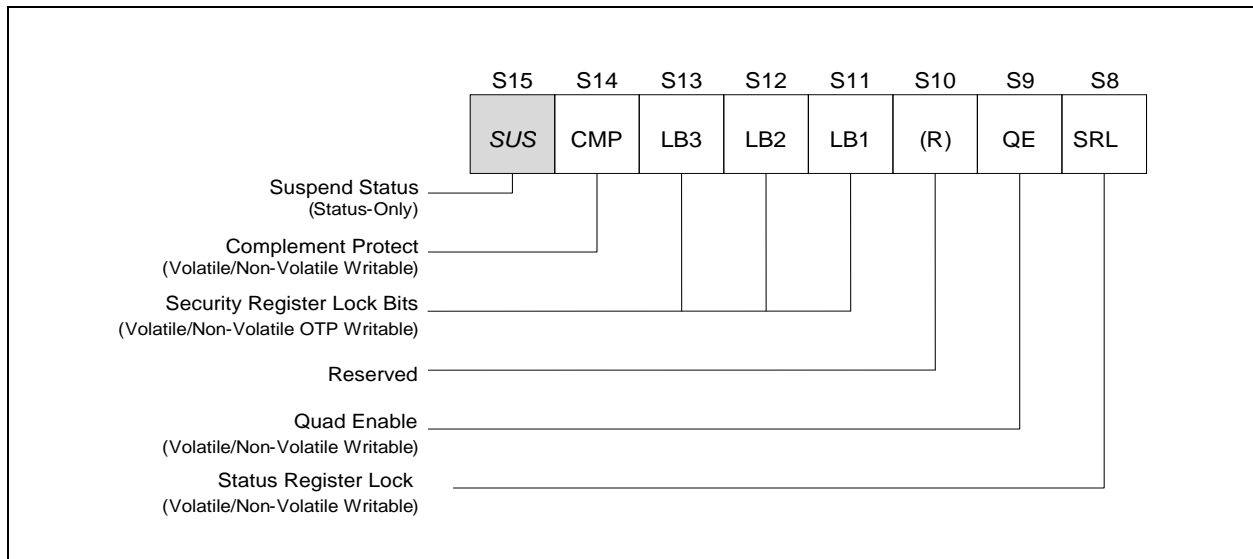 S15 S14 S13 S12 S11 S10 S9 S8
SUS CMP LB3 LB2 LB1 (R) QE SRL
Suspend Status
(Status-Only)
Complement Protect
(Volatile/Non-Volatile Writable)
Security Register Lock Bits
(Volatile/Non-Volatile OTP Writable)
Reserved
Quad Enable
(Volatile/Non-Volatile Writable)
Status Register Lock
(Volatile/Non-Volatile Writable)